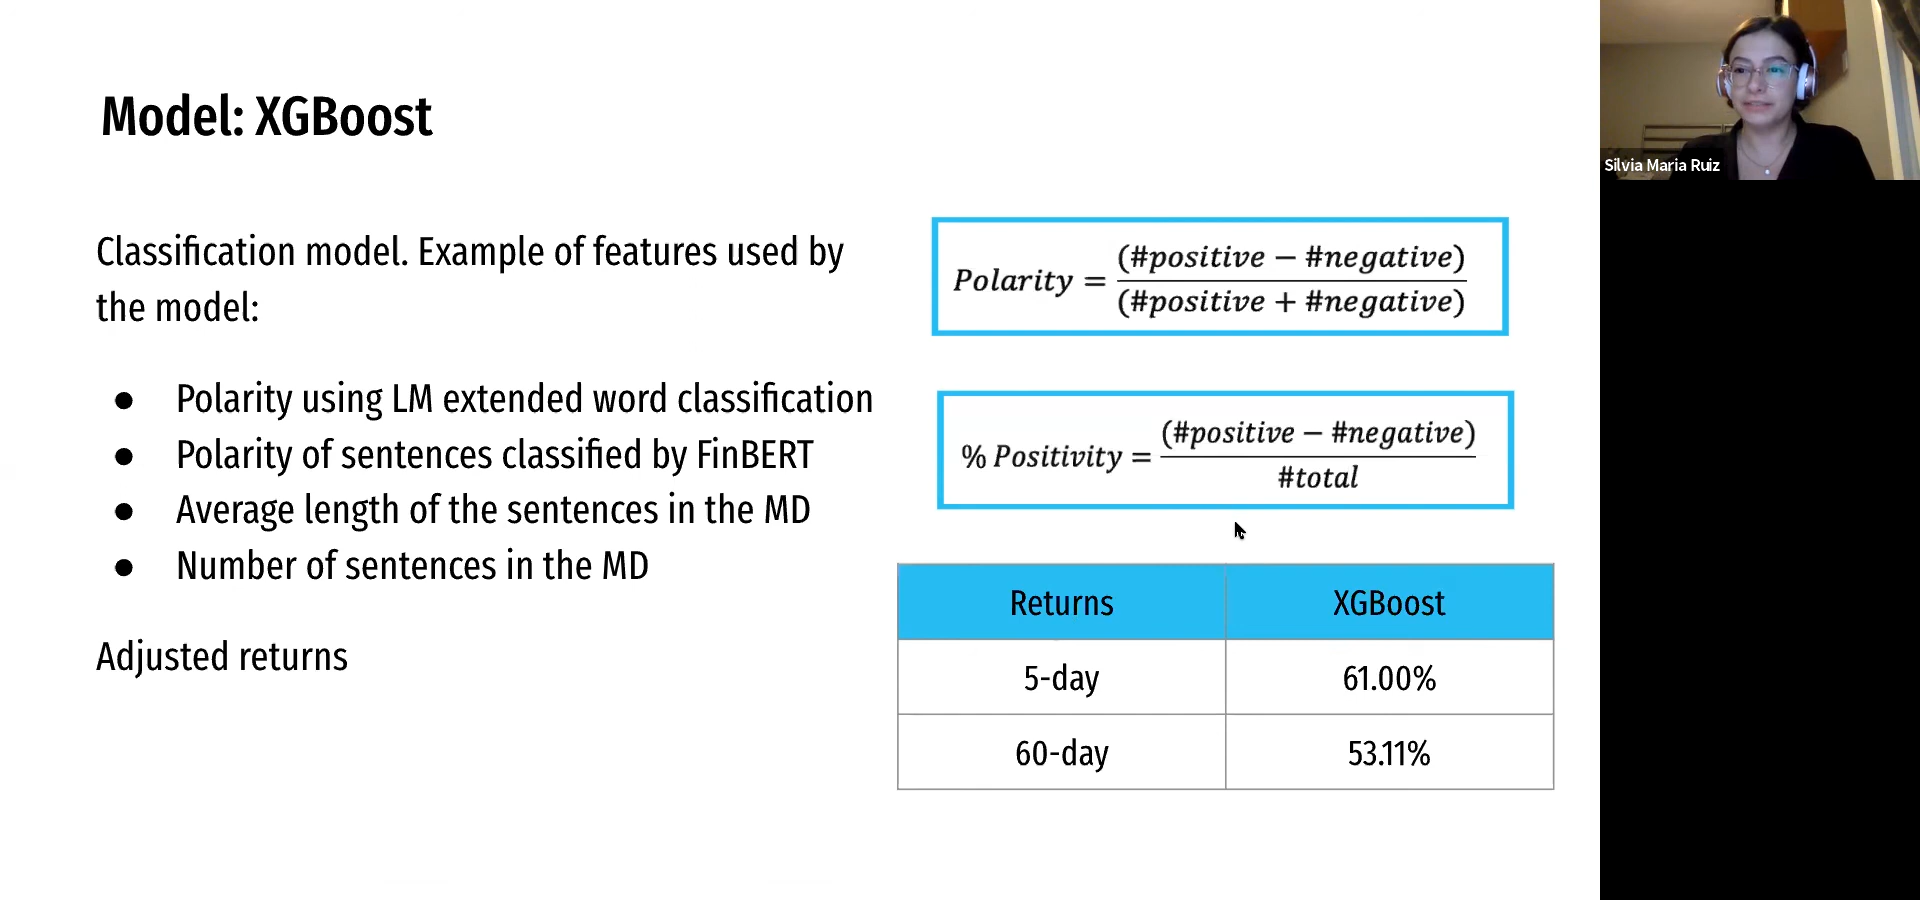 Model: XGBoost
Classification model. Example of features used by
the model:
● Polarity using LM extended word classification
● Polarity of sentences classified by FinBERT
● Average length of the sentences in the MD
● Number of sentences in the MD
Adjusted returns
Polarity = (#positive − #negative) / (#positive + #negative)
% Positivity = (#positive − #negative) / #total
Returns XGBoost
5-day 61.00%
60-day 53.11%
Silvia Maria Ruiz